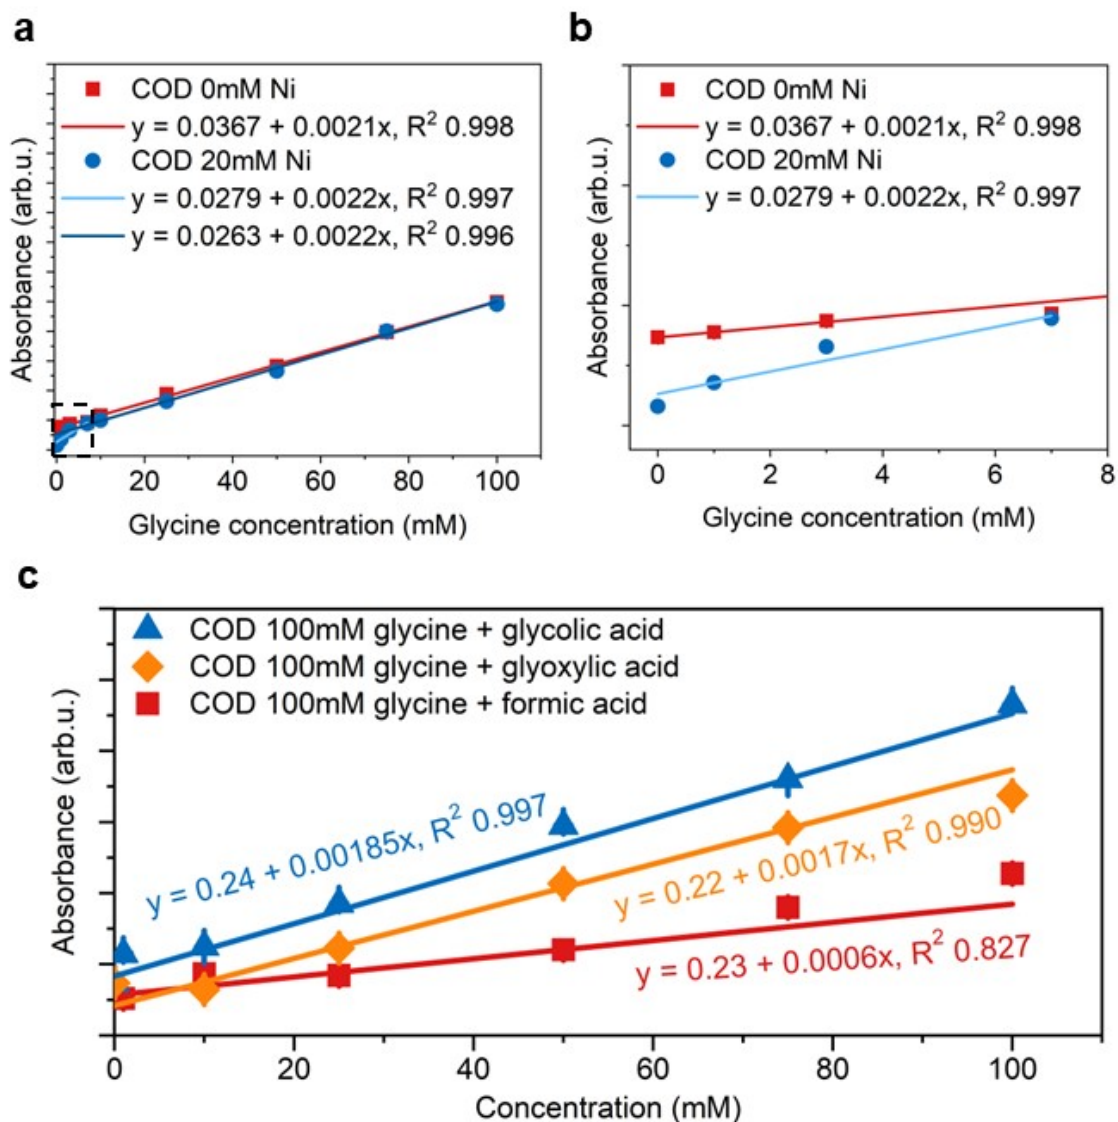 a
COD 0mM Ni
y = 0.0367 + 0.0021x, R² 0.998
COD 20mM Ni
y = 0.0279 + 0.0022x, R² 0.997
y = 0.0263 + 0.0022x, R² 0.996
Absorbance (arb.u.)
0 20 40 60 80 100
Glycine concentration (mM)
b
COD 0mM Ni
y = 0.0367 + 0.0021x, R² 0.998
COD 20mM Ni
y = 0.0279 + 0.0022x, R² 0.997
Absorbance (arb.u.)
0 2 4 6 8
Glycine concentration (mM)
c
COD 100mM glycine + glycolic acid
COD 100mM glycine + glyoxylic acid
COD 100mM glycine + formic acid
y = 0.24 + 0.00185x, R² 0.997
y = 0.22 + 0.0017x, R² 0.990
y = 0.23 + 0.0006x, R² 0.827
Absorbance (arb.u.)
0 20 40 60 80 100
Concentration (mM)